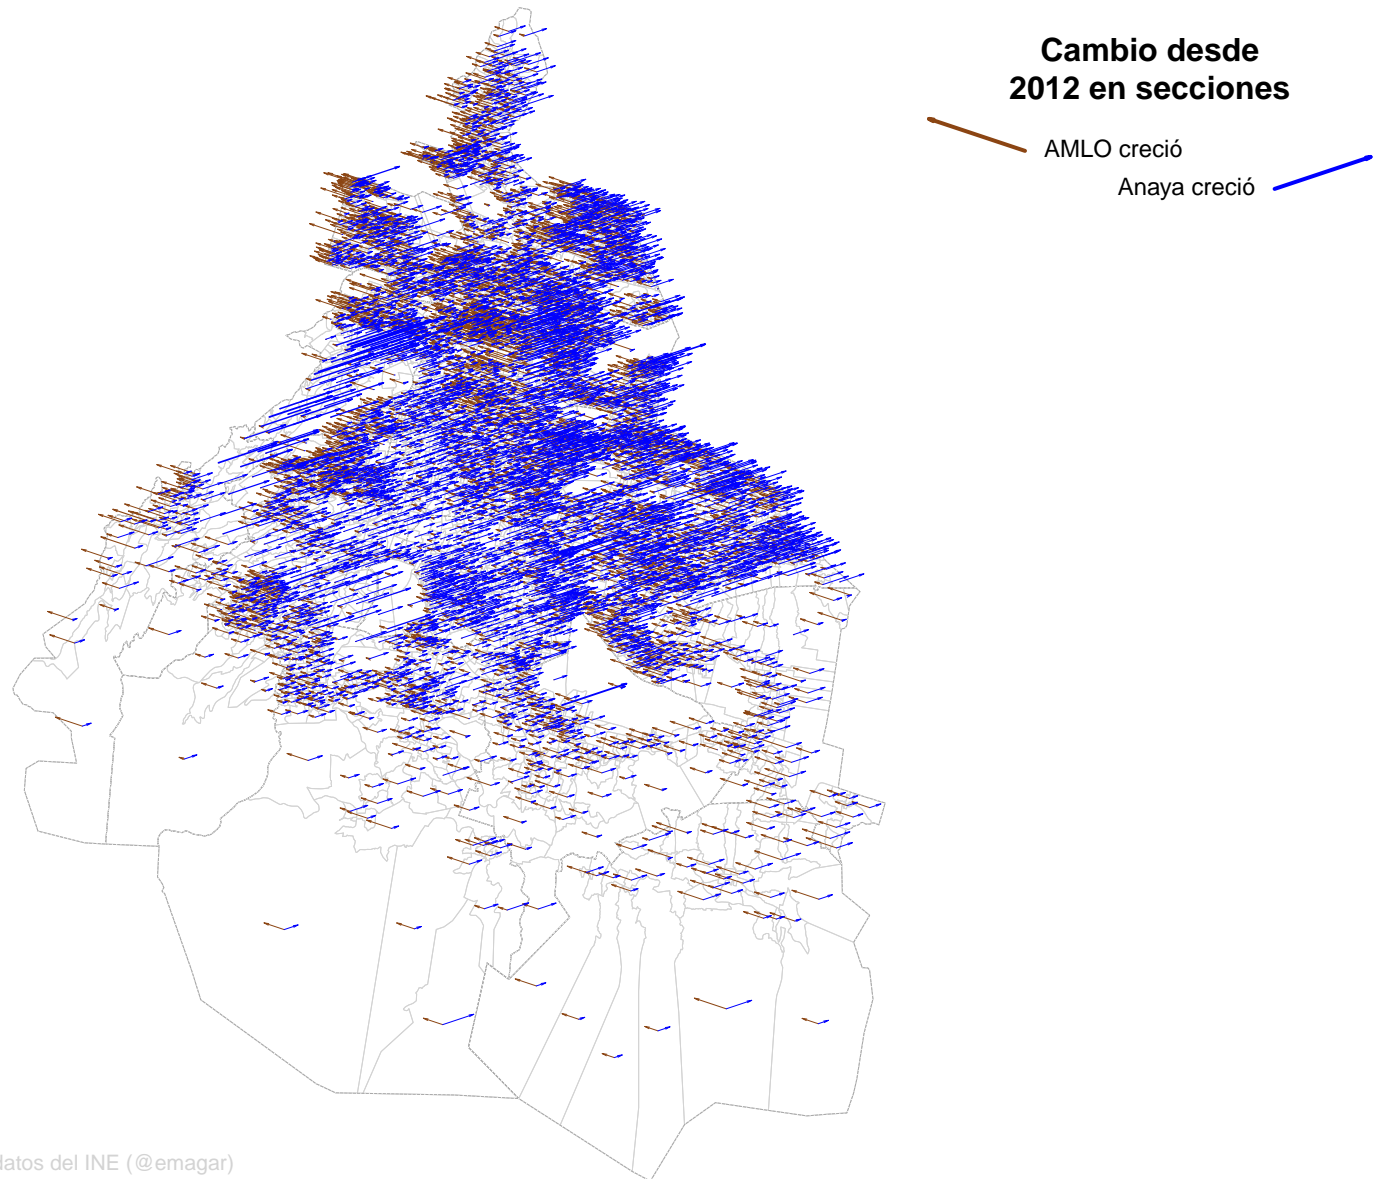 Cambio desde
2012 en secciones
AMLO creció
Anaya creció
datos del INE (@emagar)